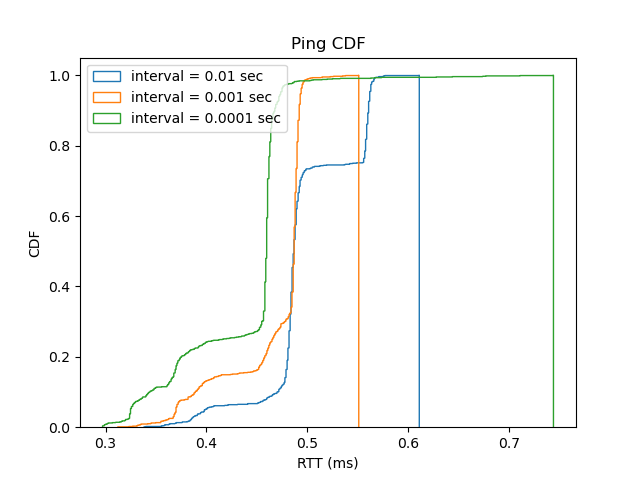 Ping CDF
interval = 0.01 sec
interval = 0.001 sec
interval = 0.0001 sec
1.0
0.8
0.6
0.4
0.2
0.0
CDF
0.3 0.4 0.5 0.6 0.7
RTT (ms)